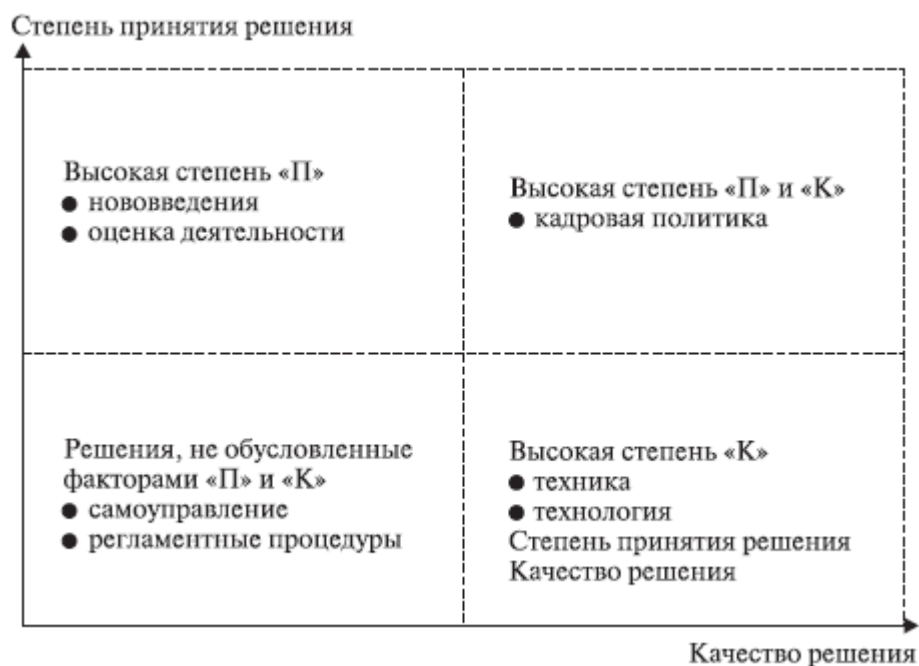 Степень принятия решения
Высокая степень «П»
● нововведения
● оценка деятельности
Высокая степень «П» и «К»
● кадровая политика
Решения, не обусловленные
факторами «П» и «К»
● самоуправление
● регламентные процедуры
Высокая степень «К»
● техника
● технология
Степень принятия решения
Качество решения
Качество решения